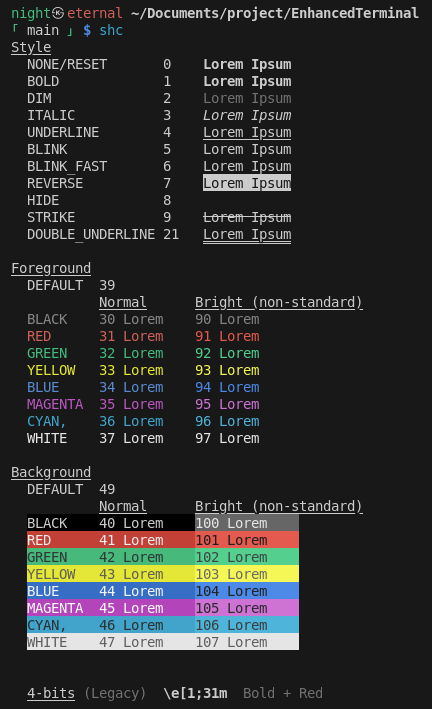 night㉿eternal ~/Documents/project/EnhancedTerminal
「 main 」 $ shc
Style
NONE/RESET 0 Lorem Ipsum
BOLD 1 Lorem Ipsum
DIM 2 Lorem Ipsum
ITALIC 3 Lorem Ipsum
UNDERLINE 4 Lorem Ipsum
BLINK 5 Lorem Ipsum
BLINK_FAST 6 Lorem Ipsum
REVERSE 7 Lorem Ipsum
HIDE 8
STRIKE 9 Lorem Ipsum
DOUBLE_UNDERLINE 21 Lorem Ipsum
Foreground
DEFAULT 39
Normal Bright (non-standard)
BLACK 30 Lorem 90 Lorem
RED 31 Lorem 91 Lorem
GREEN 32 Lorem 92 Lorem
YELLOW 33 Lorem 93 Lorem
BLUE 34 Lorem 94 Lorem
MAGENTA 35 Lorem 95 Lorem
CYAN, 36 Lorem 96 Lorem
WHITE 37 Lorem 97 Lorem
Background
DEFAULT 49
Normal Bright (non-standard)
BLACK 40 Lorem 100 Lorem
RED 41 Lorem 101 Lorem
GREEN 42 Lorem 102 Lorem
YELLOW 43 Lorem 103 Lorem
BLUE 44 Lorem 104 Lorem
MAGENTA 45 Lorem 105 Lorem
CYAN, 46 Lorem 106 Lorem
WHITE 47 Lorem 107 Lorem
4-bits (Legacy) \e[1;31m Bold + Red